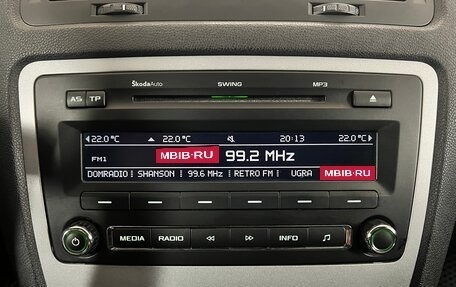 ŠkodaAuto SWING MP3
AS TP
22.0 °C 22.0 °C 20:13 22.0 °C
FM1 MBIB·RU 99.2 MHz
DOMRADIO SHANSON 99.6 MHz RETRO FM UGRA MBIB·RU
MEDIA RADIO INFO